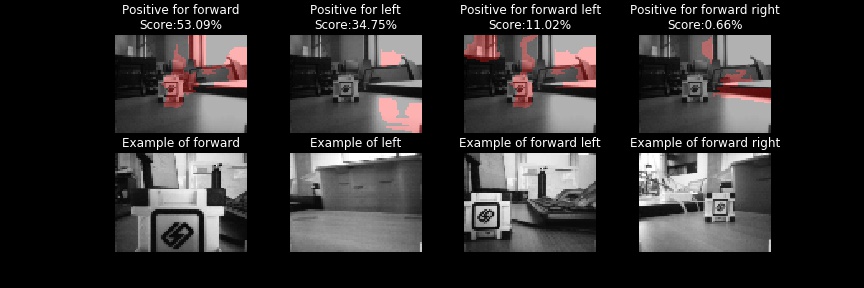 Positive for forward
Score:53.09%
Positive for left
Score:34.75%
Positive for forward left
Score:11.02%
Positive for forward right
Score:0.66%
Example of forward
Example of left
Example of forward left
Example of forward right